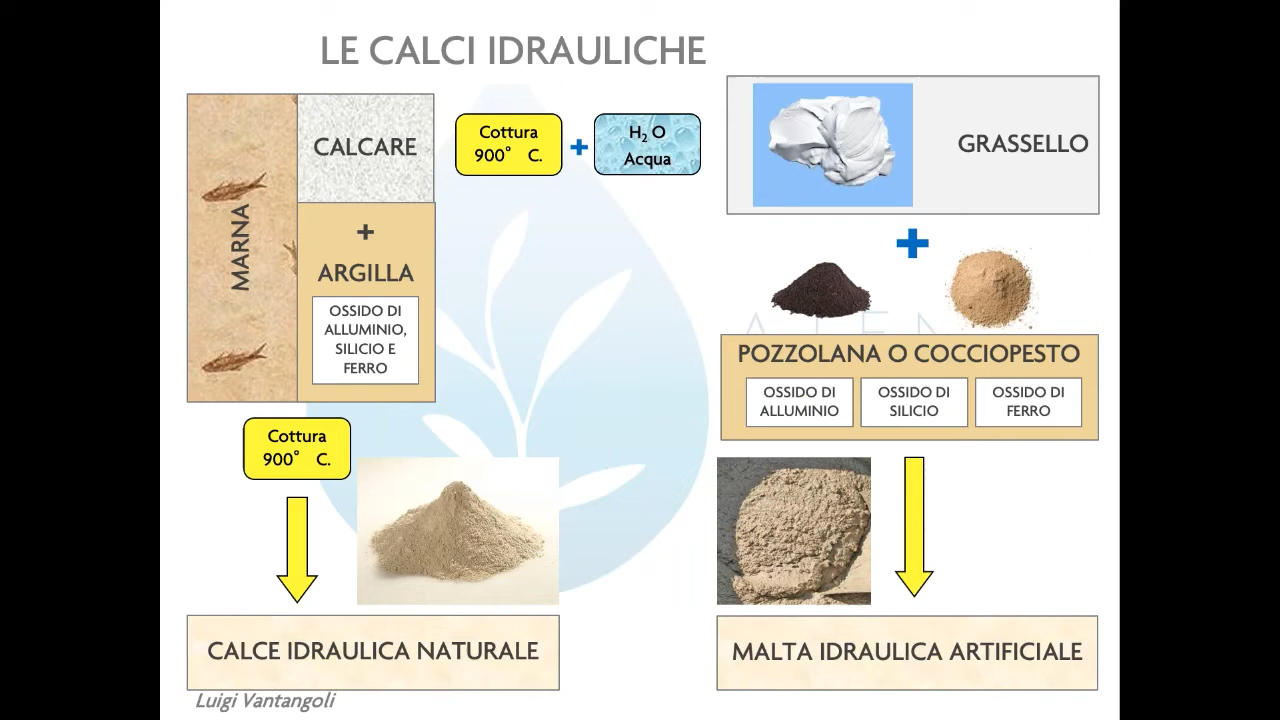 LE CALCI IDRAULICHE
MARNA
CALCARE
+
ARGILLA
OSSIDO DI
ALLUMINIO,
SILICIO E
FERRO
Cottura
900° C.
+
H₂O
Acqua
GRASSELLO
+
POZZOLANA O COCCIOPESTO
OSSIDO DI
ALLUMINIO
OSSIDO DI
SILICIO
OSSIDO DI
FERRO
Cottura
900° C.
CALCE IDRAULICA NATURALE
MALTA IDRAULICA ARTIFICIALE
Luigi Vantangoli